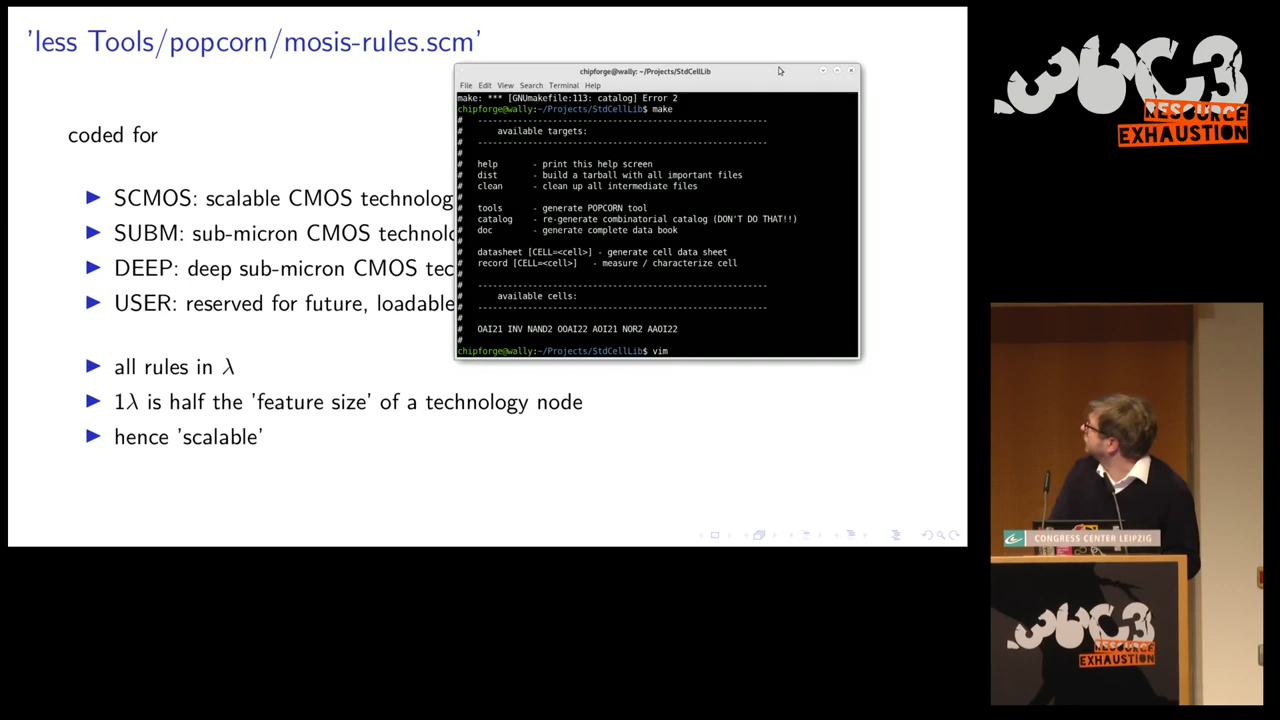 'less Tools/popcorn/mosis-rules.scm'
coded for
SCMOS: scalable CMOS technolog
SUBM: sub-micron CMOS technolo
DEEP: deep sub-micron CMOS tec
USER: reserved for future, loadable
all rules in λ
1λ is half the 'feature size' of a technology node
hence 'scalable'
chipforge@wally: ~/Projects/StdCellLib
File Edit View Search Terminal Help
make: *** [GNUmakefile:113: catalog] Error 2
chipforge@wally:~/Projects/StdCellLib$ make
# ----------------------------------------------------------
# available targets:
# ----------------------------------------------------------
#
# help - print this help screen
# dist - build a tarball with all important files
# clean - clean up all intermediate files
#
# tools - generate POPCORN tool
# catalog - re-generate combinatorial catalog (DON'T DO THAT!!)
# doc - generate complete data book
#
# datasheet [CELL=<cell>] - generate cell data sheet
# record [CELL=<cell>] - measure / characterize cell
#
# ----------------------------------------------------------
# available cells:
# ----------------------------------------------------------
#
# OAI21 INV NAND2 OOAI22 AOI21 NOR2 AAOI22
#
chipforge@wally:~/Projects/StdCellLib$ vim
36C3
RESOURCE
EXHAUSTION
CONGRESS CENTER LEIPZIG
36C3
RESOURCE
EXHAUSTION